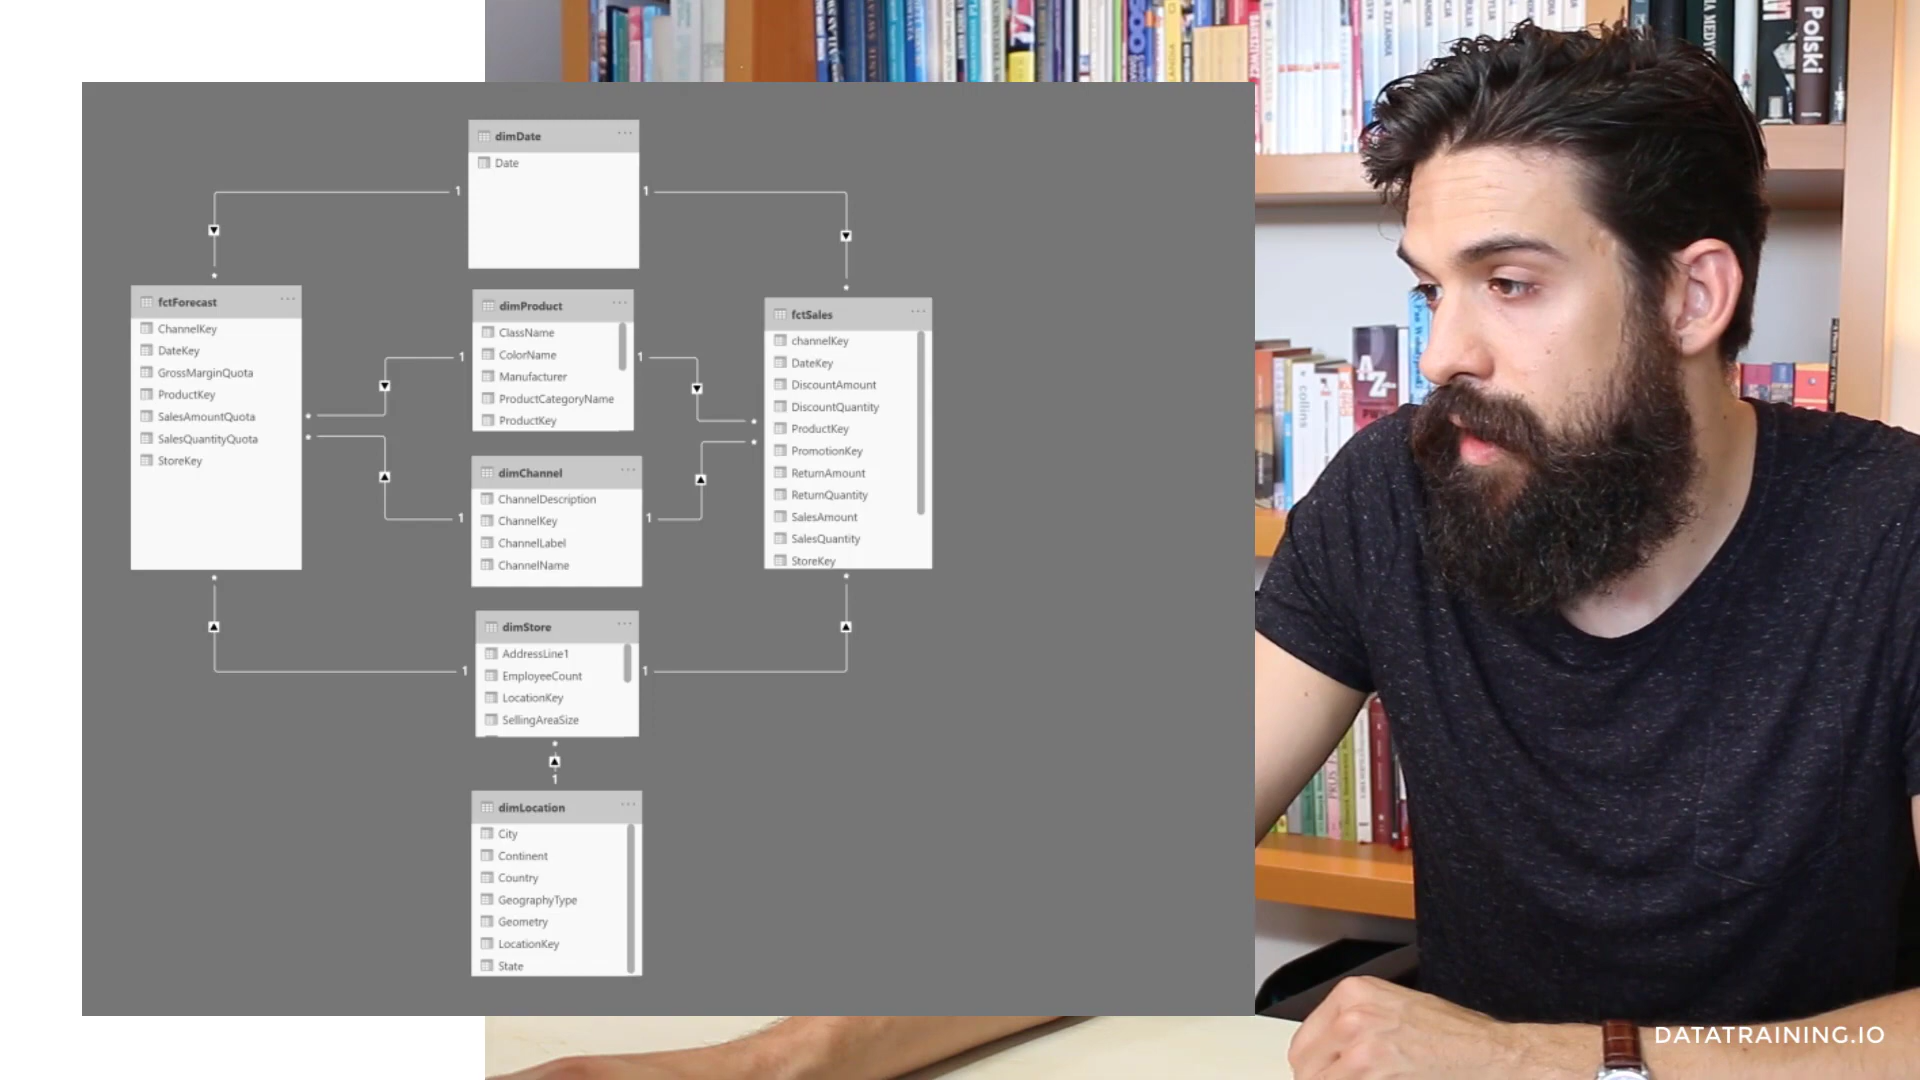 dimDate
Date
1
1
fctForecast
ChannelKey
DateKey
GrossMarginQuota
ProductKey
SalesAmountQuota
SalesQuantityQuota
StoreKey
dimProduct
ClassName
ColorName
Manufacturer
ProductCategoryName
ProductKey
1
1
fctSales
channelKey
DateKey
DiscountAmount
DiscountQuantity
ProductKey
PromotionKey
ReturnAmount
ReturnQuantity
SalesAmount
SalesQuantity
StoreKey
dimChannel
ChannelDescription
ChannelKey
ChannelLabel
ChannelName
1
1
dimStore
AddressLine1
EmployeeCount
LocationKey
SellingAreaSize
1
1
1
dimLocation
City
Continent
Country
GeographyType
Geometry
LocationKey
State
Polski
collins
DATATRAINING.IO